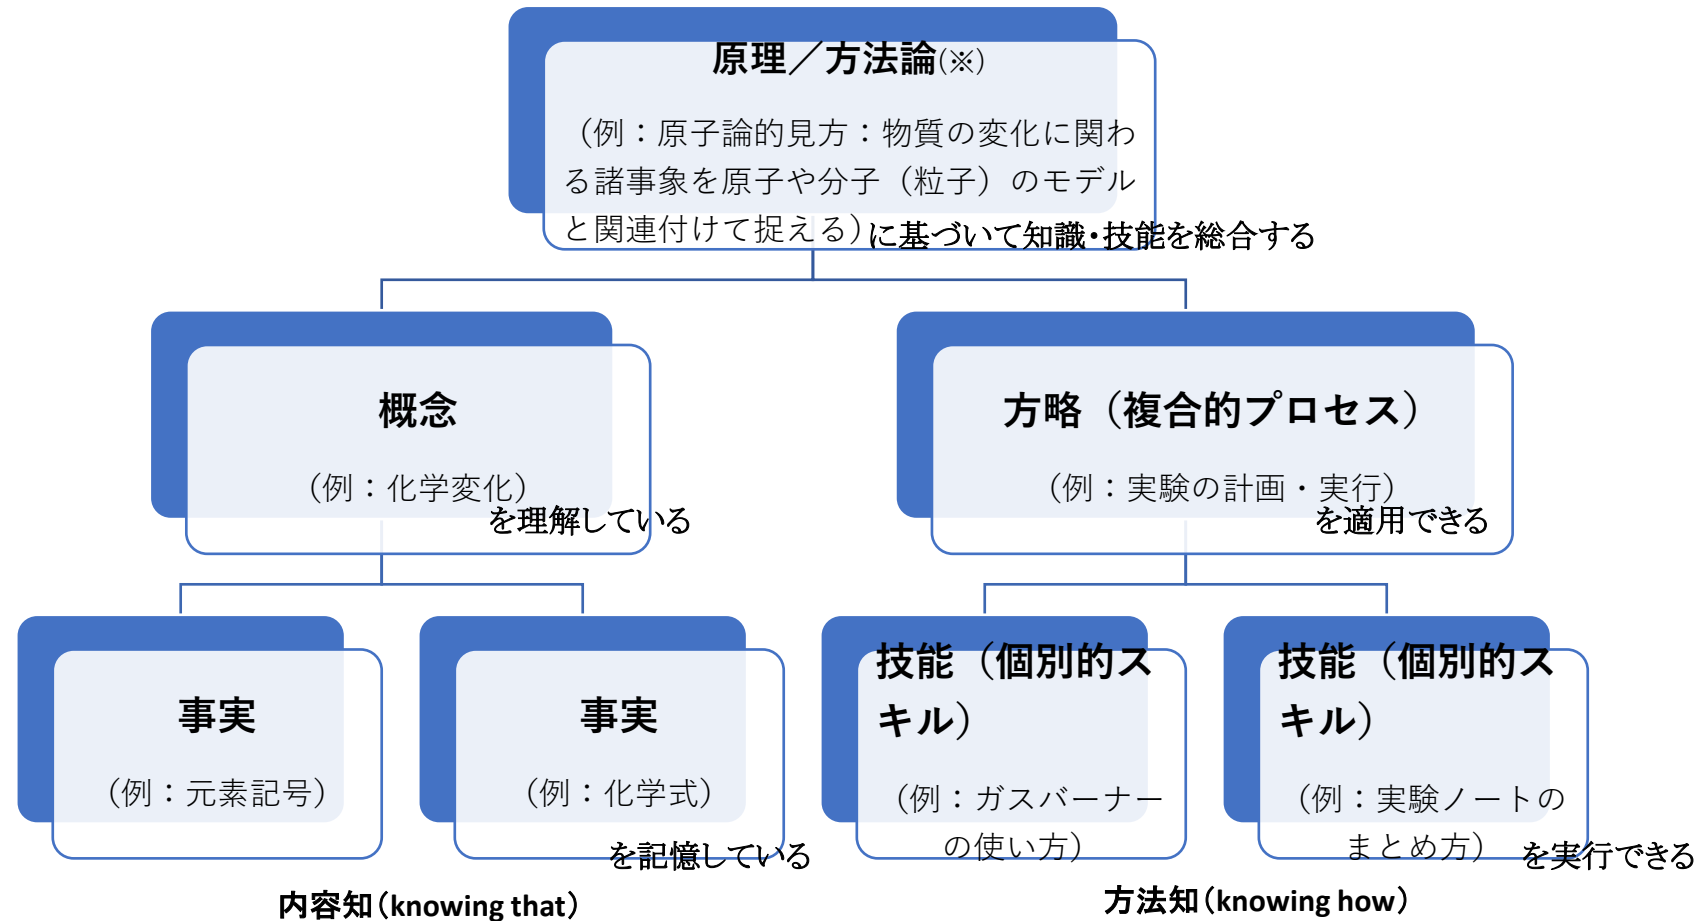 原理／方法論(※)
（例：原子論的見方：物質の変化に関わ
る諸事象を原子や分子（粒子）のモデル
と関連付けて捉える）
に基づいて知識・技能を総合する
概念
（例：化学変化）
を理解している
方略（複合的プロセス）
（例：実験の計画・実行）
を適用できる
事実
（例：元素記号）
事実
（例：化学式）
を記憶している
技能（個別的ス
キル）
（例：ガスバーナー
の使い方）
技能（個別的ス
キル）
（例：実験ノートの
まとめ方）
を実行できる
内容知（knowing that）
方法知（knowing how）